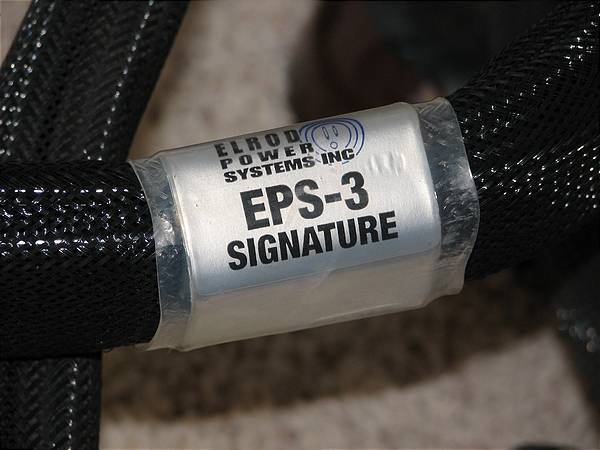 ELROD
POWER
SYSTEMS INC
EPS-3
SIGNATURE